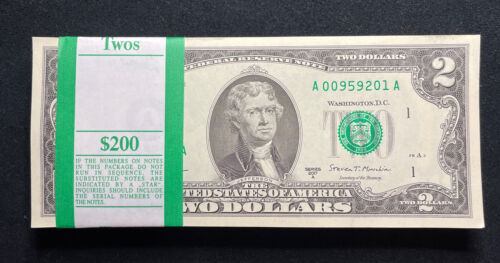 Twos
$200
IF THE NUMBERS ON NOTES
IN THIS PACKAGE DO NOT
RUN IN SEQUENCE, THE
SUBSTITUTED NOTES ARE
INDICATED BY A „STAR"
INQUIRIES SHOULD INCLUDE
THE SERIAL NUMBERS OF
THE NOTES.
FEDERAL RESERVE NOTE
TWO DOLLARS
2
A 00959201 A
WASHINGTON, D.C.
1
TWO
A
SERIES
2017
A
Steven T. Mnuchin
Secretary of the Treasury.
1
THE
UNITED STATES OF AMERICA
TWO DOLLARS
2